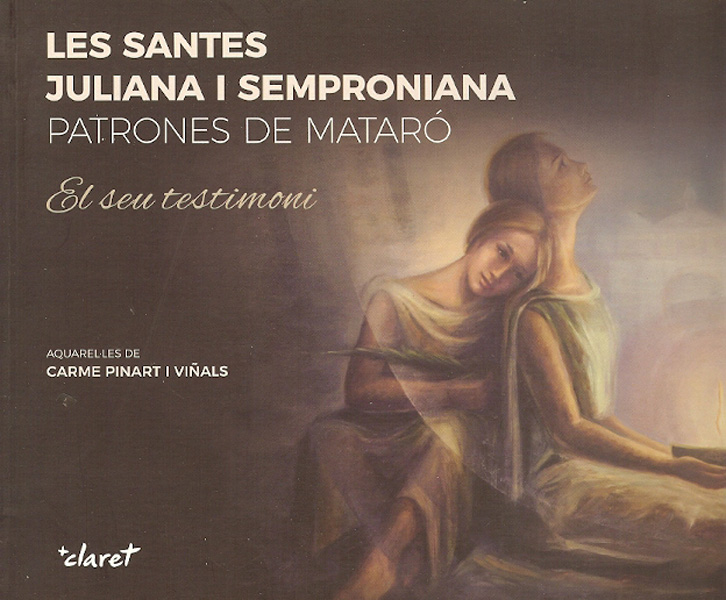 LES SANTES
JULIANA I SEMPRONIANA
PATRONES DE MATARÓ
El seu testimoni
AQUAREL·LES DE
CARME PINART I VIÑALS
claret